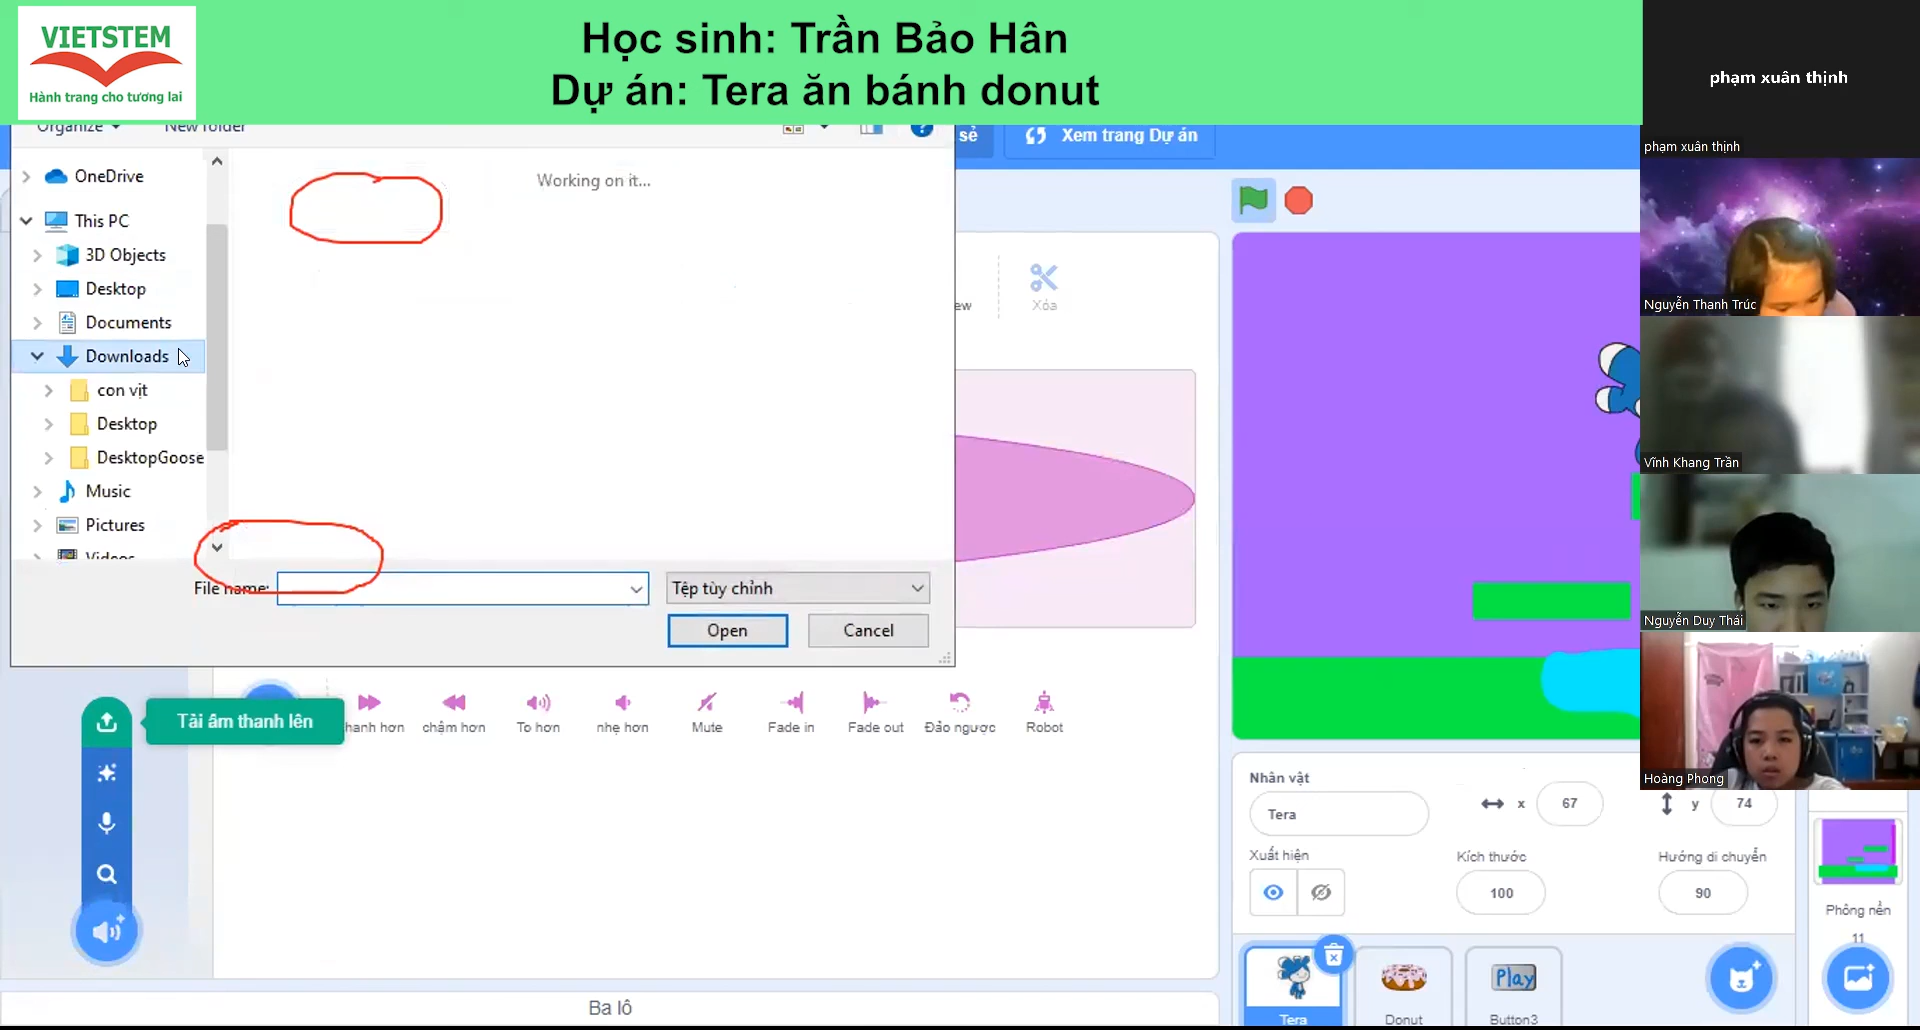 VIETSTEM
Hành trang cho tương lai
Học sinh: Trần Bảo Hân
Dự án: Tera ăn bánh donut
phạm xuân thịnh
phạm xuân thịnh
Organize
New folder
sẻ
Xem trang Dự án
OneDrive
Working on it...
This PC
3D Objects
Desktop
Documents
Downloads
con vịt
Desktop
DesktopGoose
Music
Pictures
Videos
File name:
Tệp tùy chỉnh
Open
Cancel
ew
Xóa
Nguyễn Thanh Trúc
Vĩnh Khang Trần
Nguyễn Duy Thái
Hoàng Phong
Tải âm thanh lên
hanh hơn
chậm hơn
To hơn
nhẹ hơn
Mute
Fade in
Fade out
Đảo ngược
Robot
Nhân vật
Tera
x
67
y
74
Xuất hiện
Kích thước
100
Hướng di chuyển
90
Phông nền
11
Play
Tera
Donut
Button3
Ba lô